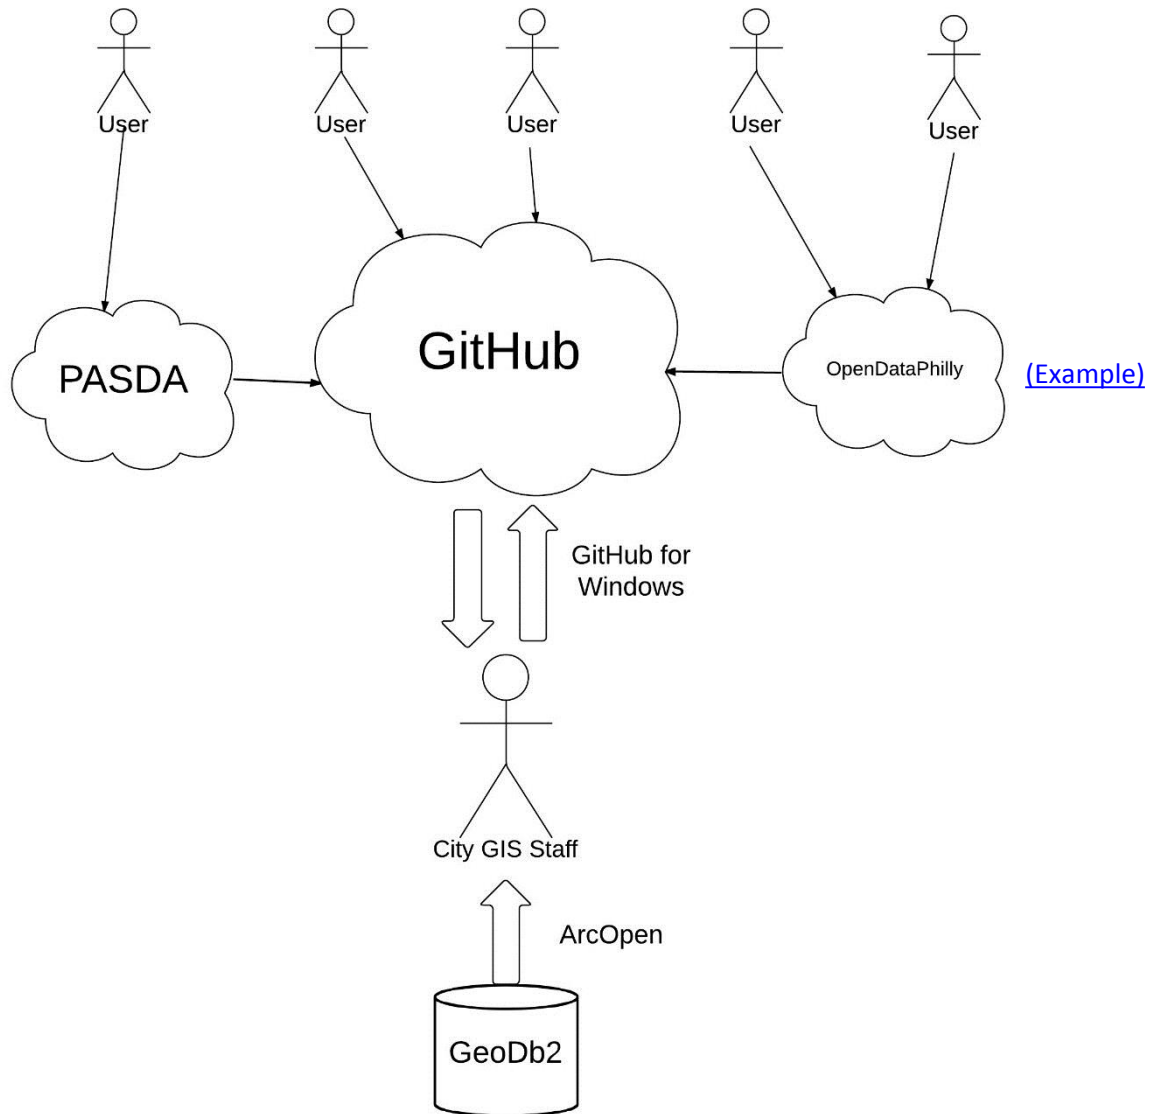 User
User
User
User
User
GitHub
PASDA
OpenDataPhilly
(Example)
GitHub for
Windows
City GIS Staff
ArcOpen
GeoDb2